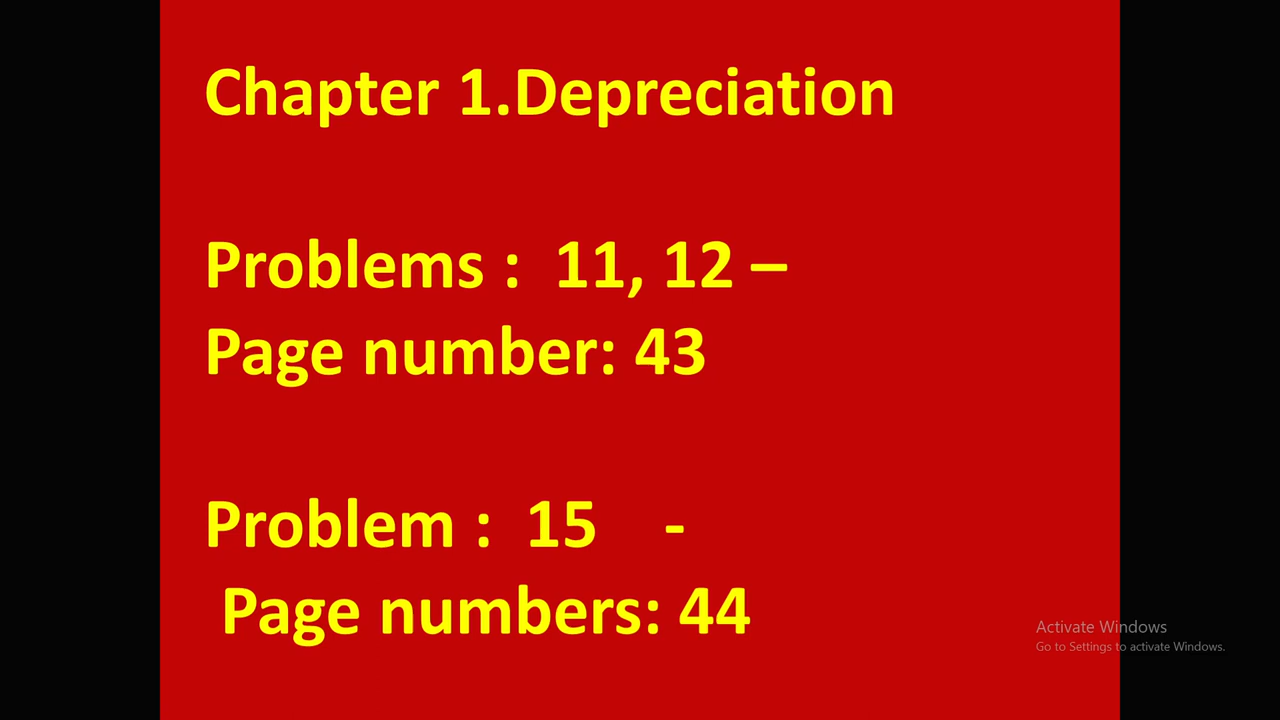 Chapter 1.Depreciation
Problems :  11, 12 –
Page number: 43
Problem :  15    -
Page numbers: 44
Activate Windows
Go to Settings to activate Windows.